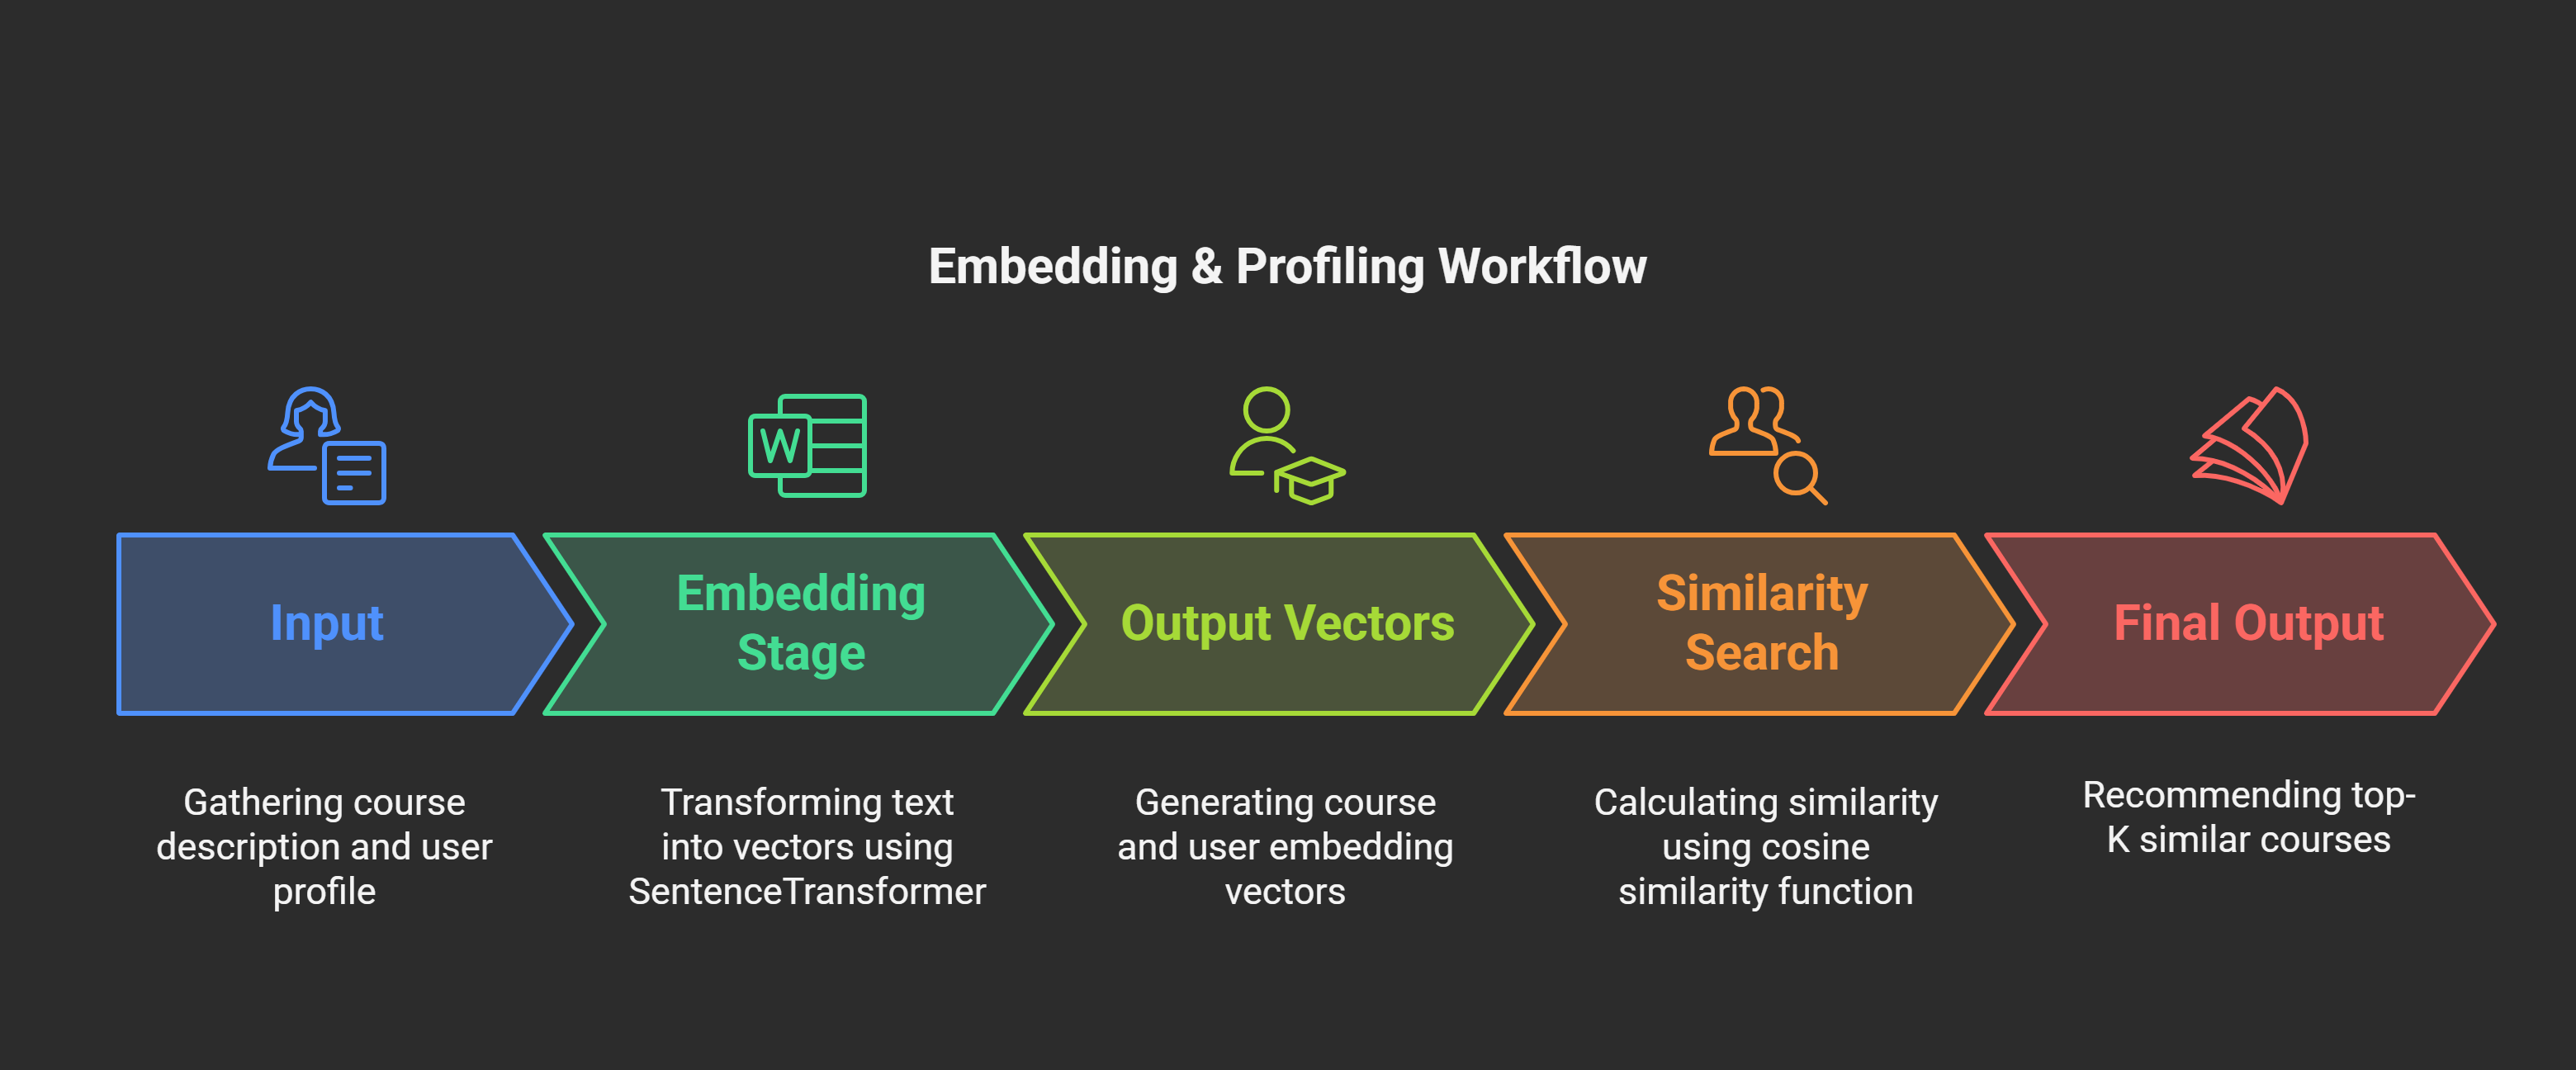 Embedding & Profiling Workflow
W
Input
Embedding
Stage
Output Vectors
Similarity
Search
Final Output
Gathering course
description and user
profile
Transforming text
into vectors using
SentenceTransformer
Generating course
and user embedding
vectors
Calculating similarity
using cosine
similarity function
Recommending top-
K similar courses